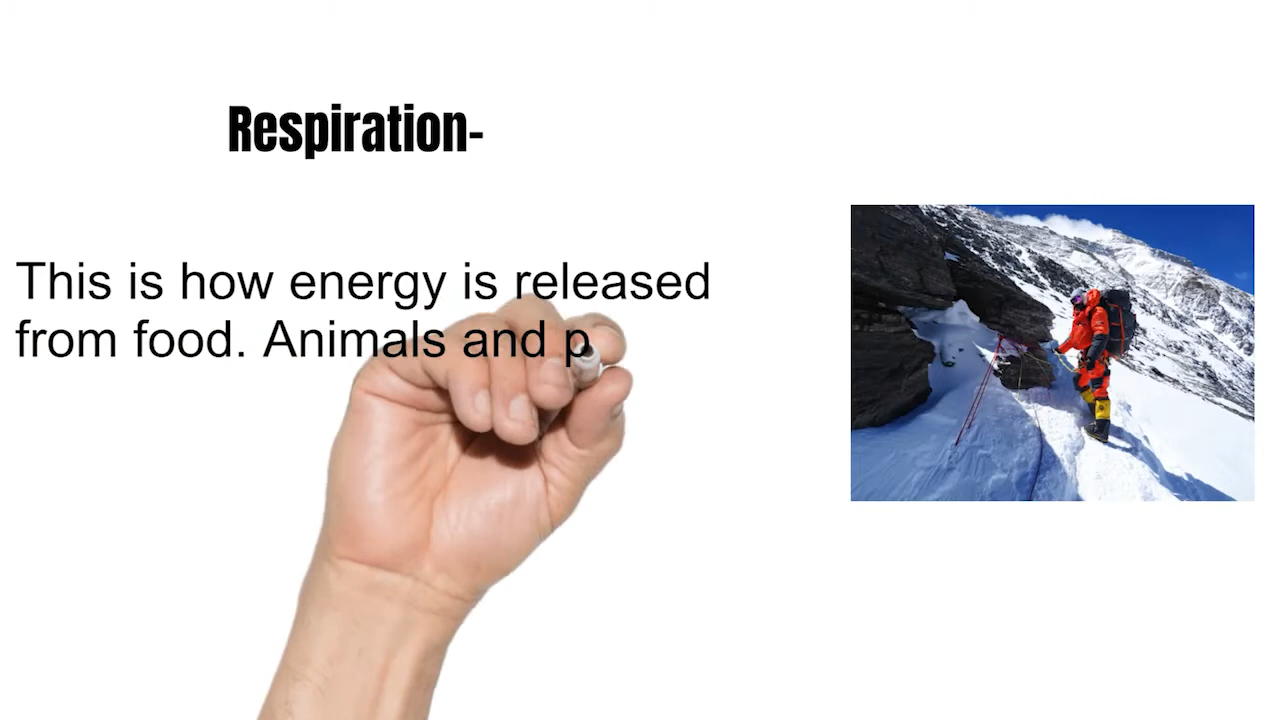 Respiration-
This is how energy is released
from food. Animals and p